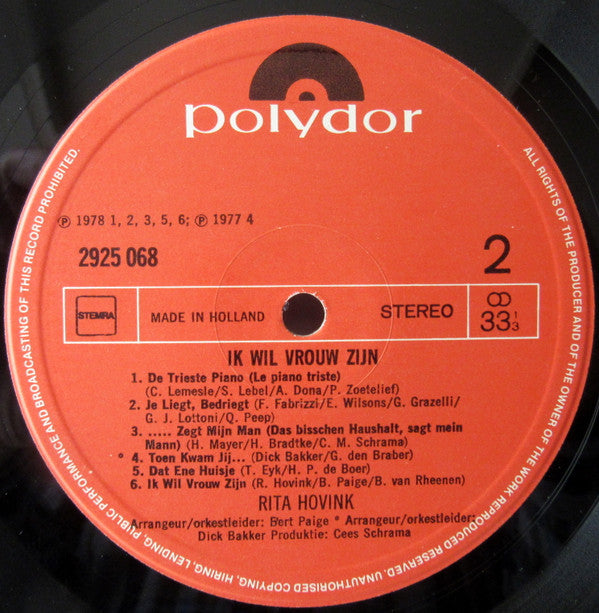 polydor
℗ 1978 1, 2, 3, 5, 6; ℗ 1977 4
2925 068
2
STEMRA
MADE IN HOLLAND
STEREO
33 1/3
IK WIL VROUW ZIJN
1. De Trieste Piano (Le piano triste)
(C. Lemesle/S. Lebel/A. Dona/P. Zoetelief)
2. Je Liegt, Bedriegt (F. Fabrizzi/E. Wilsons/G. Grazelli/
G. J. Lottoni/Q. Peep)
3. ..... Zegt Mijn Man (Das bisschen Haushalt, sagt mein
Mann) (H. Mayer/H. Bradtke/C. M. Schrama)
° 4. Toen Kwam Jij... (Dick Bakker/G. den Braber)
5. Dat Ene Huisje (T. Eyk/H. P. de Boer)
6. Ik Wil Vrouw Zijn (R. Hovink/B. Paige/B. van Rheenen)
RITA HOVINK
Arrangeur/orkestleider: Bert Paige ° Arrangeur/orkestleider:
Dick Bakker Produktie: Cees Schrama
ALL RIGHTS OF THE PRODUCER AND OF THE OWNER OF THE WORK REPRODUCED RESERVED. UNAUTHORISED COPYING, HIRING, LENDING, PUBLIC PERFORMANCE AND BROADCASTING OF THIS RECORD PROHIBITED.